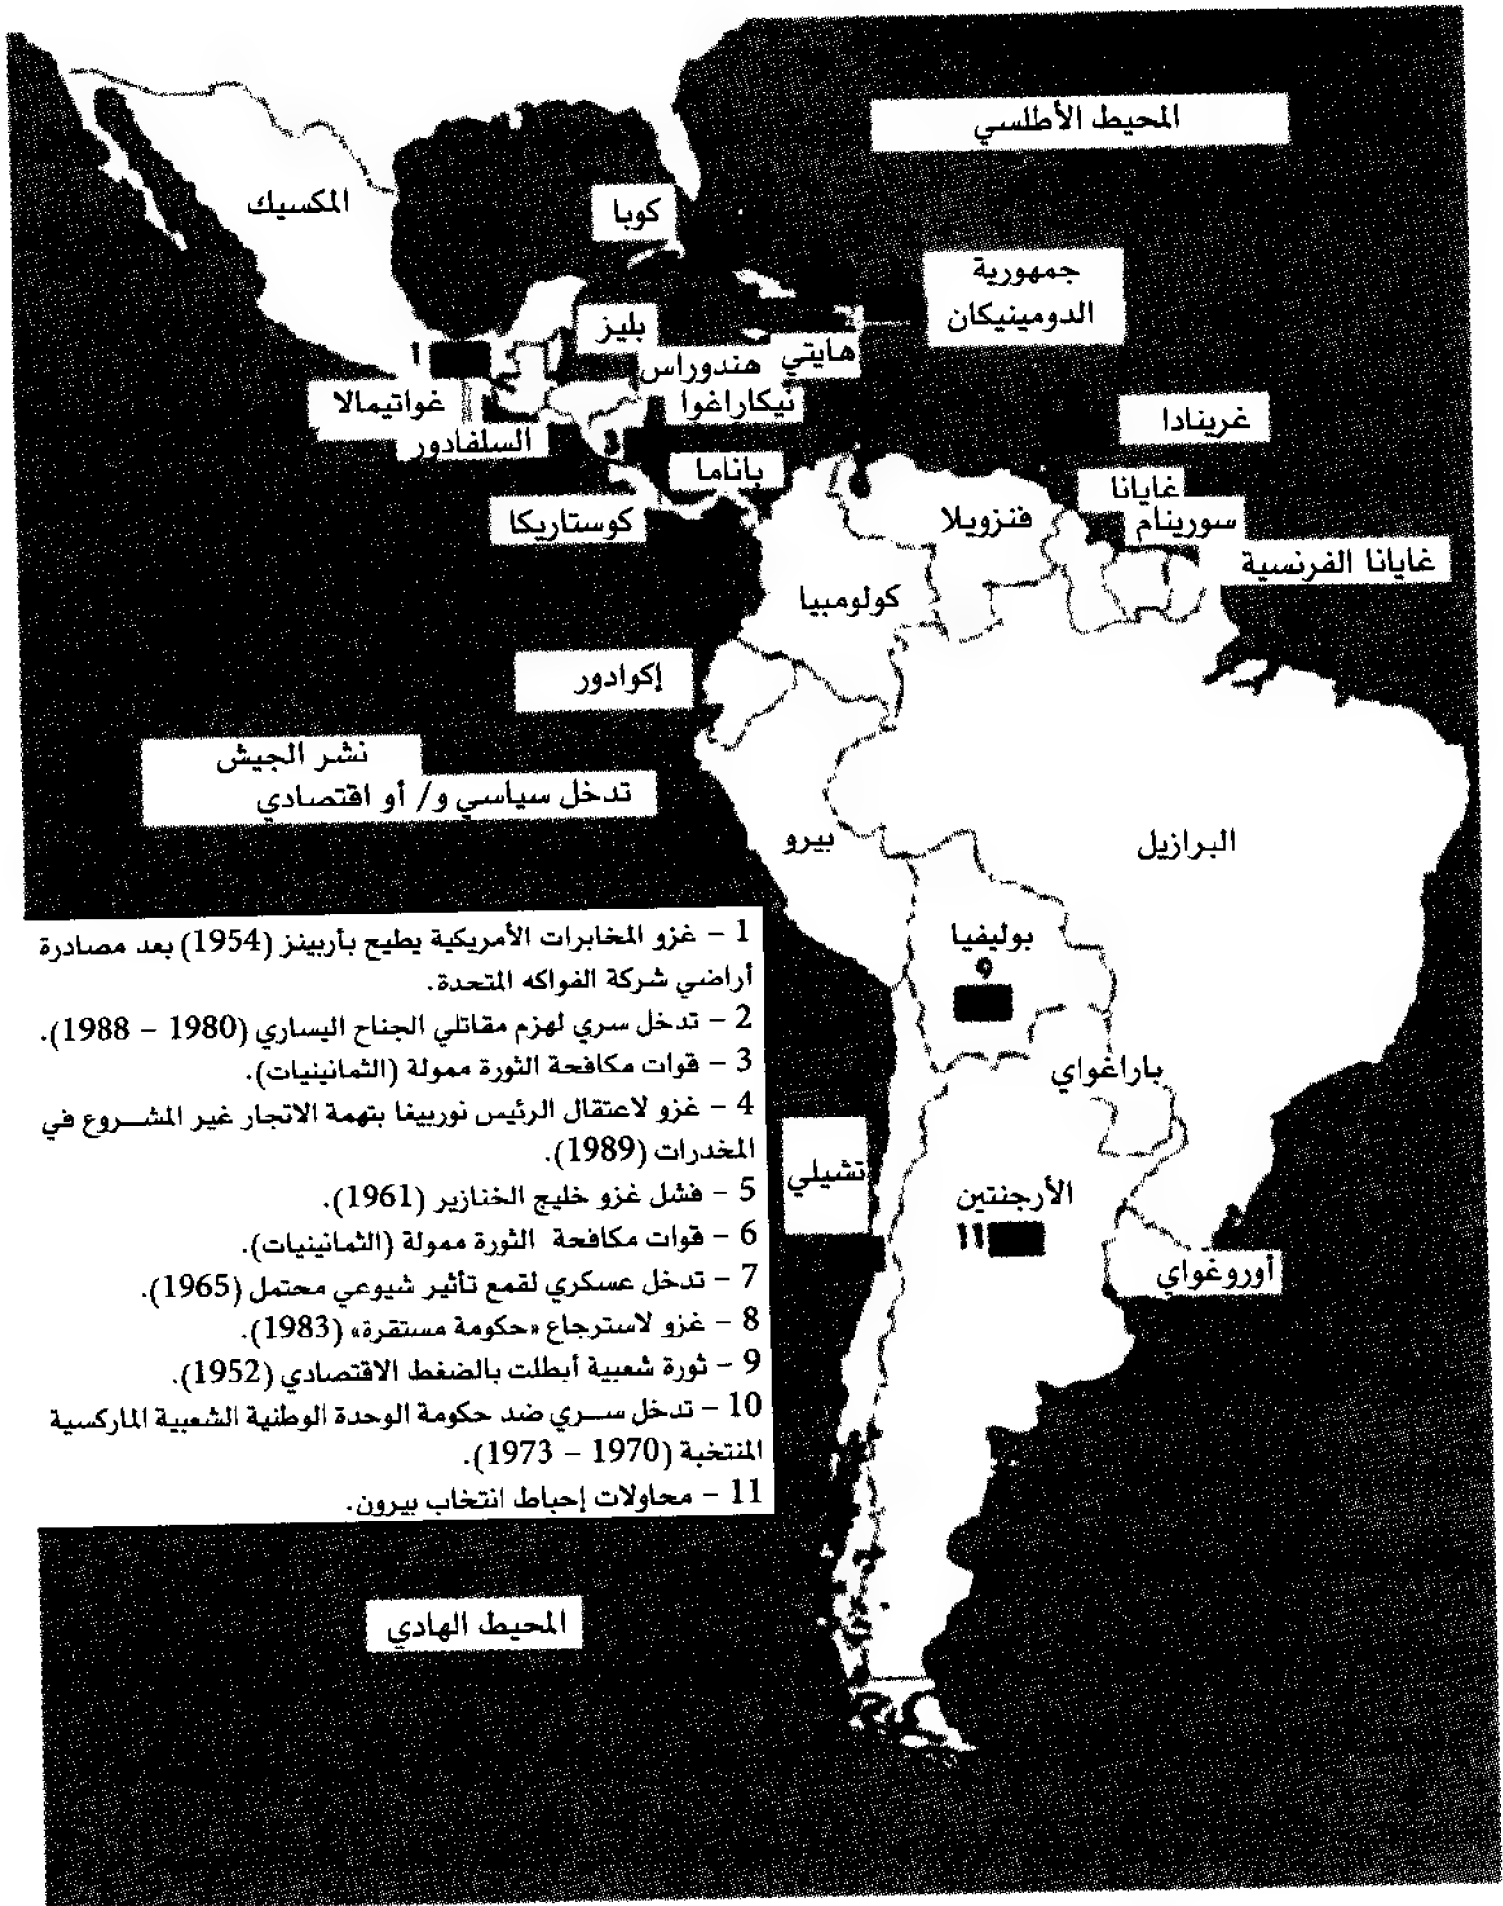 المحيط الأطلسي
المكسيك
كوبا
جمهورية
الدومينيكان
بليز
هايتي
هندوراس
1
نيكاراغوا
غواتيمالا
غرينادا
السلفادور
3
باناما
غايانا
كوستاريكا
فنزويلا
سورينام
غايانا الفرنسية
كولومبيا
إكوادور
نشر الجيش
تدخل سياسي و/ أو اقتصادي
بيرو
البرازيل
بوليفيا
9
1 – غزو المخابرات الأمريكية يطيح بأربينز (1954) بعد مصادرة
أراضي شركة الفواكه المتحدة.
2 – تدخل سري لهزم مقاتلي الجناح اليساري (1980 – 1988).
3 – قوات مكافحة الثورة ممولة (الثمانينيات).
4 – غزو لاعتقال الرئيس نورييغا بتهمة الاتجار غير المشروع في
المخدرات (1989).
5 – فشل غزو خليج الخنازير (1961).
6 – قوات مكافحة الثورة ممولة (الثمانينيات).
7 – تدخل عسكري لقمع تأثير شيوعي محتمل (1965).
8 – غزو لاسترجاع «حكومة مستقرة» (1983).
9 – ثورة شعبية أبطلت بالضغط الاقتصادي (1952).
10 – تدخل سري ضد حكومة الوحدة الوطنية الشعبية الماركسية
المنتخبة (1970 – 1973).
11 – محاولات إحباط انتخاب بيرون.
باراغواي
تشيلي
الأرجنتين
11
أوروغواي
المحيط الهادي